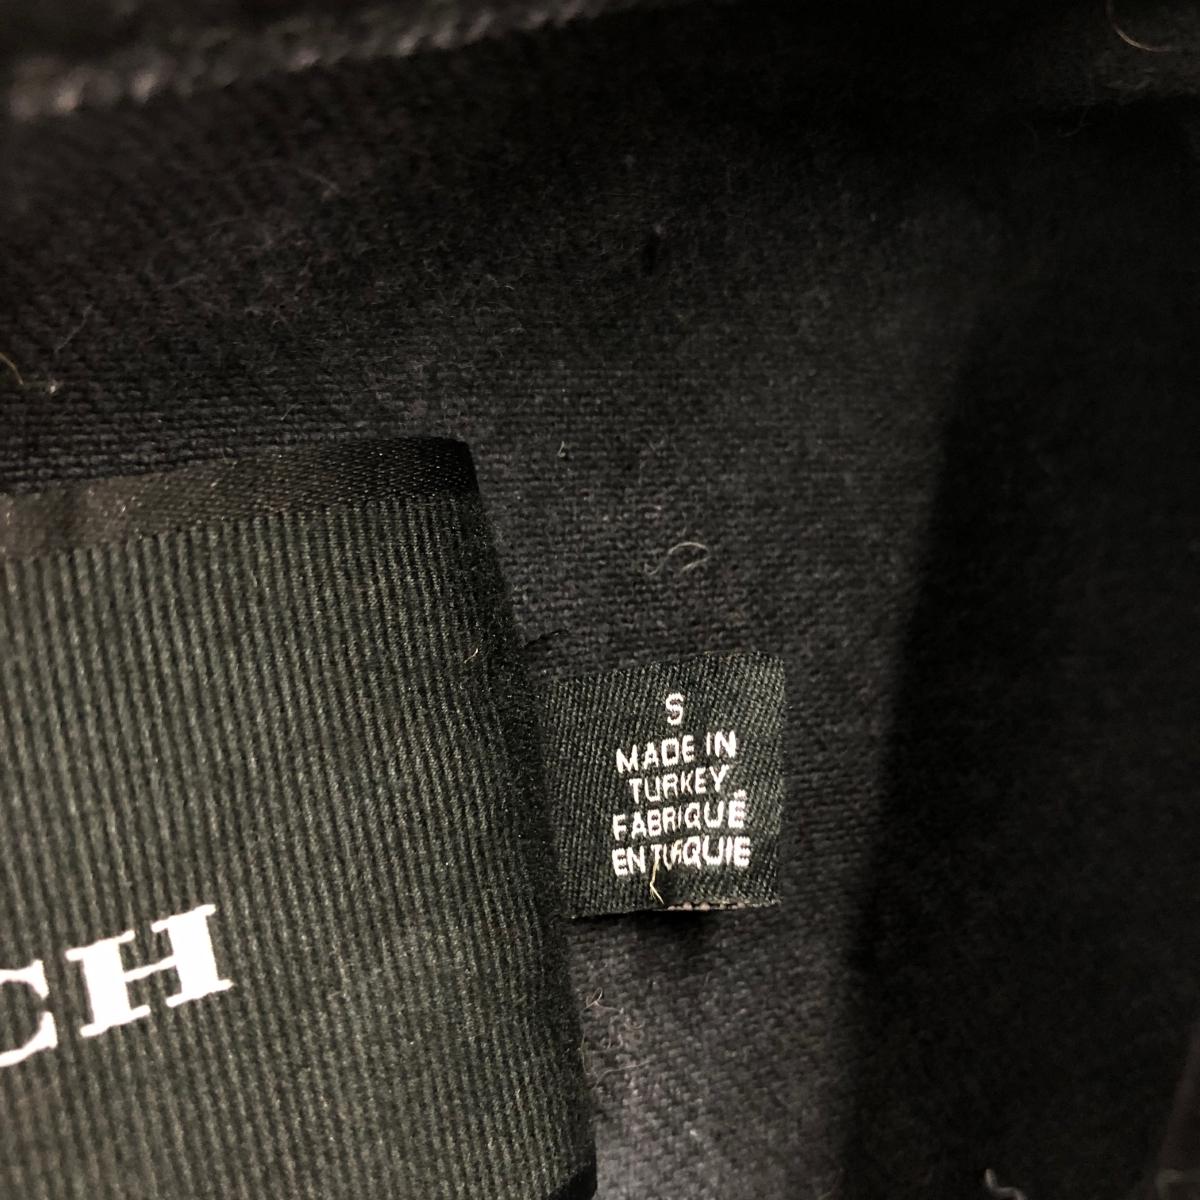 S
MADE IN
TURKEY
FABRIQUÉ
EN TURQUIE
CH